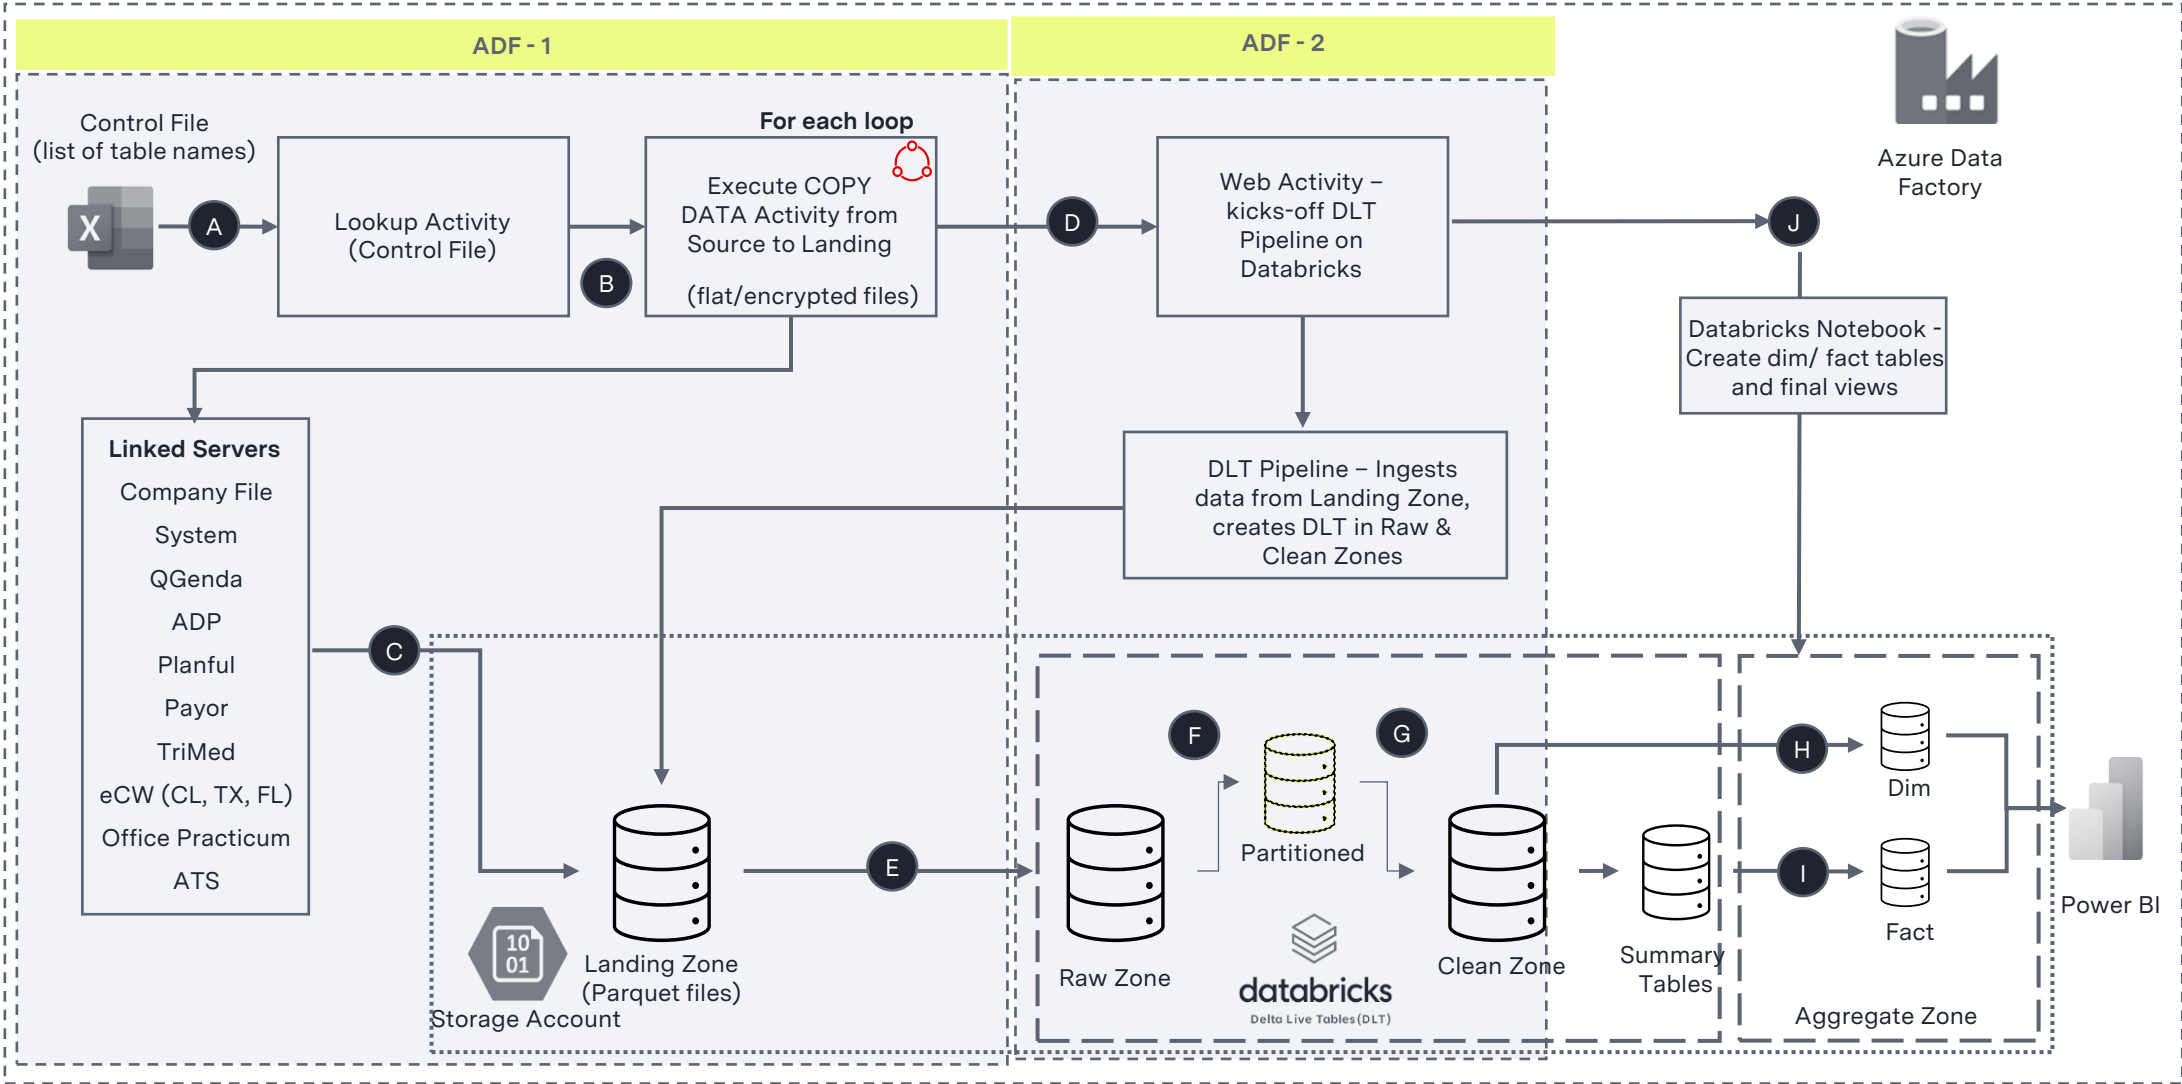 ADF - 1
ADF - 2
Control File
(list of table names)
X
A
Lookup Activity
(Control File)
B
For each loop
Execute COPY
DATA Activity from
Source to Landing
(flat/encrypted files)
D
Web Activity –
kicks-off DLT
Pipeline on
Databricks
J
Azure Data
Factory
Databricks Notebook -
Create dim/ fact tables
and final views
Linked Servers
Company File
System
QGenda
ADP
Planful
Payor
TriMed
eCW (CL, TX, FL)
Office Practicum
ATS
DLT Pipeline – Ingests
data from Landing Zone,
creates DLT in Raw &
Clean Zones
C
10
01
Storage Account
Landing Zone
(Parquet files)
E
Raw Zone
F
Partitioned
G
databricks
Delta Live Tables (DLT)
Clean Zone
Summary
Tables
H
Dim
I
Fact
Aggregate Zone
Power BI